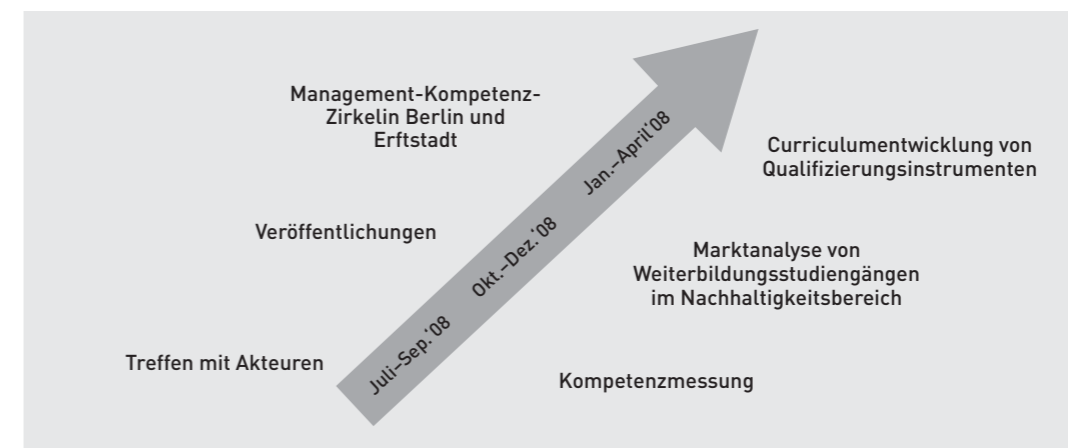 Management-Kompetenz-
Zirkelin Berlin und
Erftstadt
Jan.–April'08
Curriculumentwicklung von
Qualifizierungsinstrumenten
Veröffentlichungen
Okt.–Dez.'08
Marktanalyse von
Weiterbildungsstudiengängen
im Nachhaltigkeitsbereich
Treffen mit Akteuren
Juli–Sep.'08
Kompetenzmessung